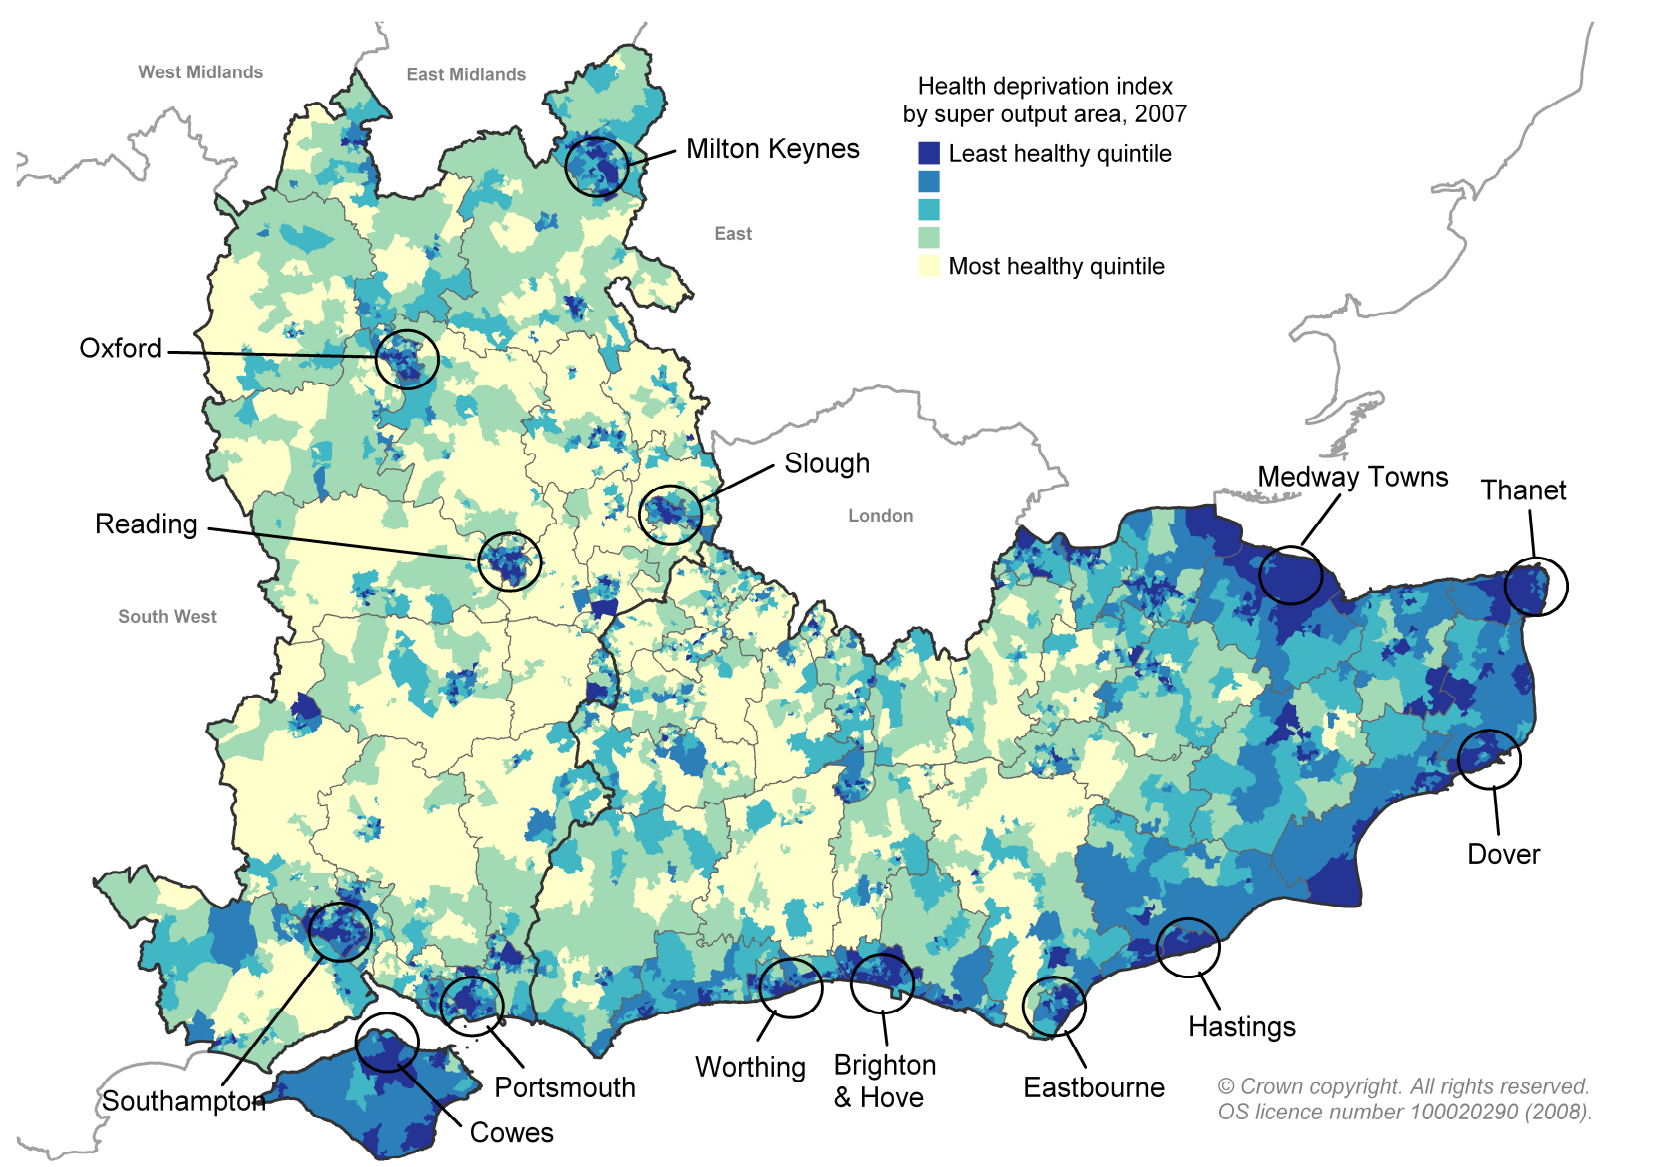 West Midlands
East Midlands
Health deprivation index
by super output area, 2007
Least healthy quintile
Most healthy quintile
Milton Keynes
East
Oxford
Slough
Medway Towns
Thanet
Reading
London
South West
Dover
Hastings
Worthing
Brighton
& Hove
Eastbourne
Portsmouth
Southampton
Cowes
© Crown copyright. All rights reserved.
OS licence number 100020290 (2008).